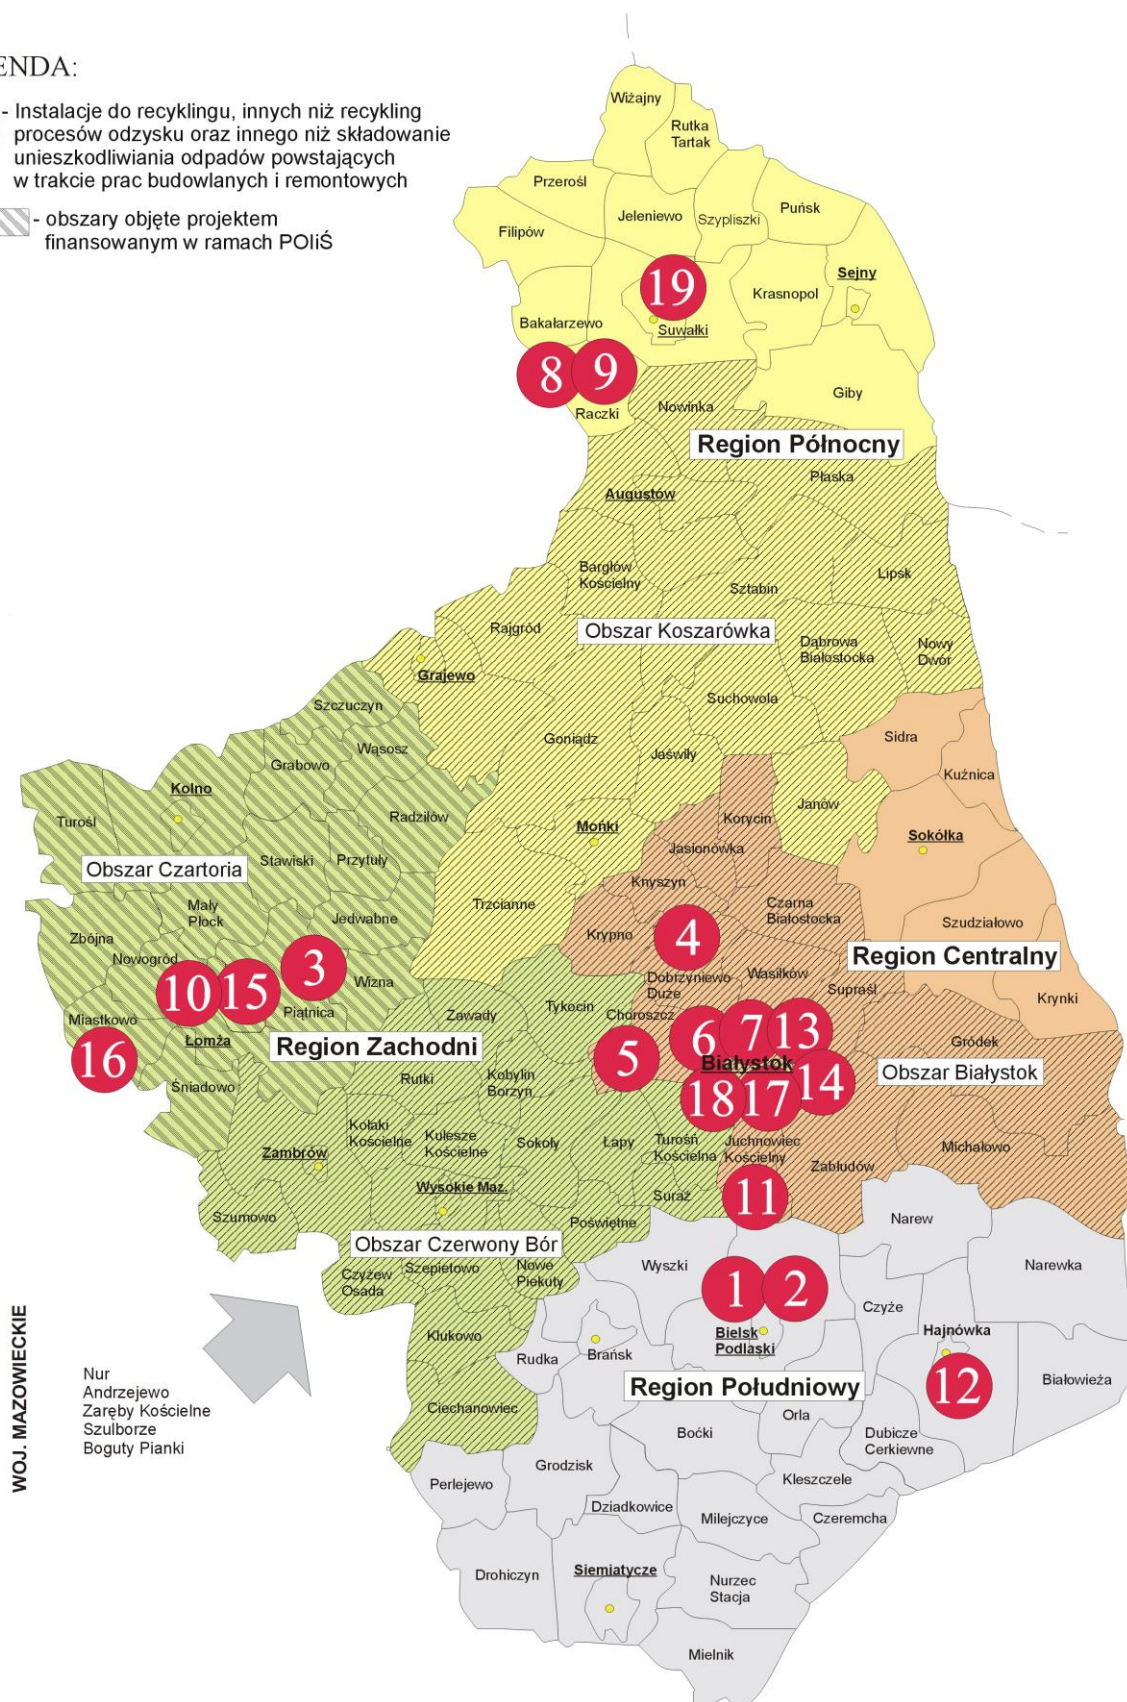 ENDA:
- Instalacje do recyklingu, innych niż recykling
procesów odzysku oraz innego niż składowanie
unieszkodliwiania odpadów powstających
w trakcie prac budowlanych i remontowych
- obszary objęte projektem
finansowanym w ramach POIiŚ
Wiżajny
Rutka
Tartak
Przerośl
Jeleniewo
Szypliszki
Puńsk
Filipów
Sejny
19
Krasnopol
Bakałarzewo
Suwałki
8
9
Giby
Raczki
Nowinka
Region Północny
Płaska
Augustów
Bargłów
Kościelny
Sztabin
Lipsk
Rajgród
Obszar Koszarówka
Dąbrowa
Białostocka
Nowy
Dwór
Grajewo
Suchowola
Szczuczyn
Sidra
Wąsosz
Goniądz
Jaświły
Grabowo
Kuźnica
Kolno
Radziłów
Janów
Turośl
Korycin
Mońki
Sokółka
Jasionówka
Obszar Czartoria
Stawiski
Przytuły
Knyszyn
Trzcianne
Czarna
Białostocka
Mały
Płock
Jedwabne
Szudziałowo
Zbójna
Krypno
4
Nowogród
3
Region Centralny
10
15
Wizna
Dobrzyniewo
Duże
Wasilków
Supraśl
Krynki
Miastkowo
Piątnica
Zawady
Tykocin
Choroszcz
16
Łomża
Region Zachodni
5
6
7
13
Gródek
Białystok
Obszar Białystok
Śniadowo
Rutki
Kobylin
Borzyn
18
17
14
Kołaki
Kościelne
Kulesze
Kościelne
Sokoły
Łapy
Turośń
Kościelna
Juchnowiec
Kościelny
Michałowo
Zambrów
Zabłudów
Wysokie Maz.
Suraż
11
Szumowo
Poświętne
Narew
Obszar Czerwony Bór
Wyszki
Narewka
Czyżew
Osada
Szepietowo
Nowe
Piekuty
1
2
Czyże
Klukowo
Bielsk
Podlaski
Hajnówka
Rudka
Brańsk
WOJ. MAZOWIECKIE
Nur
Andrzejewo
Zaręby Kościelne
Szulborze
Boguty Pianki
Region Południowy
12
Białowieża
Ciechanowiec
Orla
Boćki
Dubicze
Cerkiewne
Perlejewo
Grodzisk
Kleszczele
Dziadkowice
Milejczyce
Czeremcha
Drohiczyn
Siemiatycze
Nurzec
Stacja
Mielnik